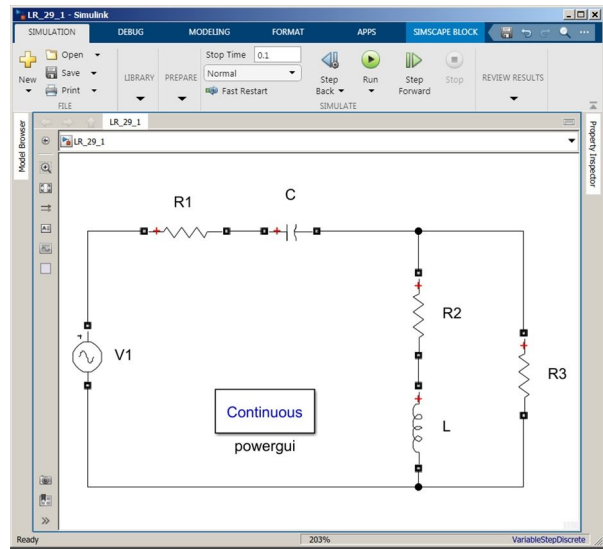 LR_29_1 - Simulink
SIMULATION DEBUG MODELING FORMAT APPS SIMSCAPE BLOCK
New
Open
Save
Print
FILE
LIBRARY
PREPARE
Stop Time 0.1
Normal
Fast Restart
Step Back
Run
Step Forward
Stop
SIMULATE
REVIEW RESULTS
Model Browser
LR_29_1
LR_29_1
Property Inspector
R1
C
R2
V1
R3
Continuous
L
powergui
Ready 203% VariableStepDiscrete